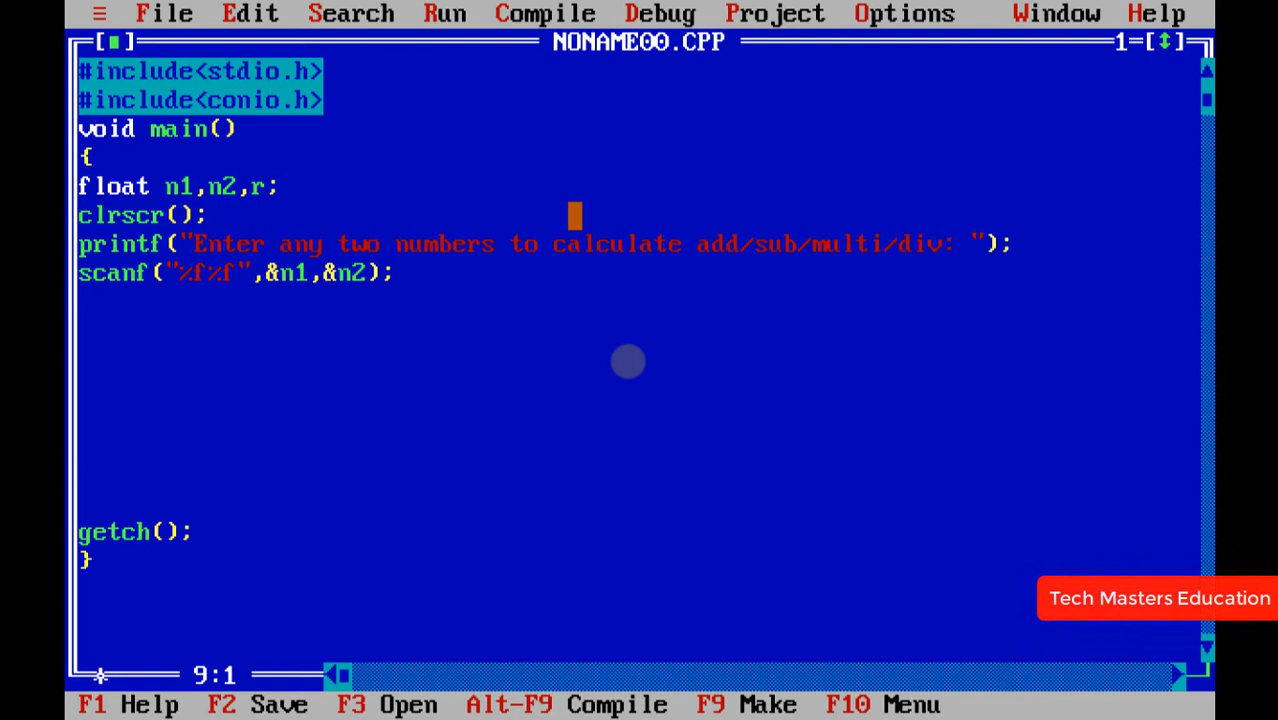 ≡ File Edit Search Run Compile Debug Project Options Window Help
[■] NONAME00.CPP 1=[↕]
#include<stdio.h>
#include<conio.h>
void main()
{
float n1,n2,r;
clrscr();
printf("Enter any two numbers to calculate add/sub/multi/div: ");
scanf("%f%f",&n1,&n2);
getch();
}
Tech Masters Education
9:1
F1 Help F2 Save F3 Open Alt-F9 Compile F9 Make F10 Menu